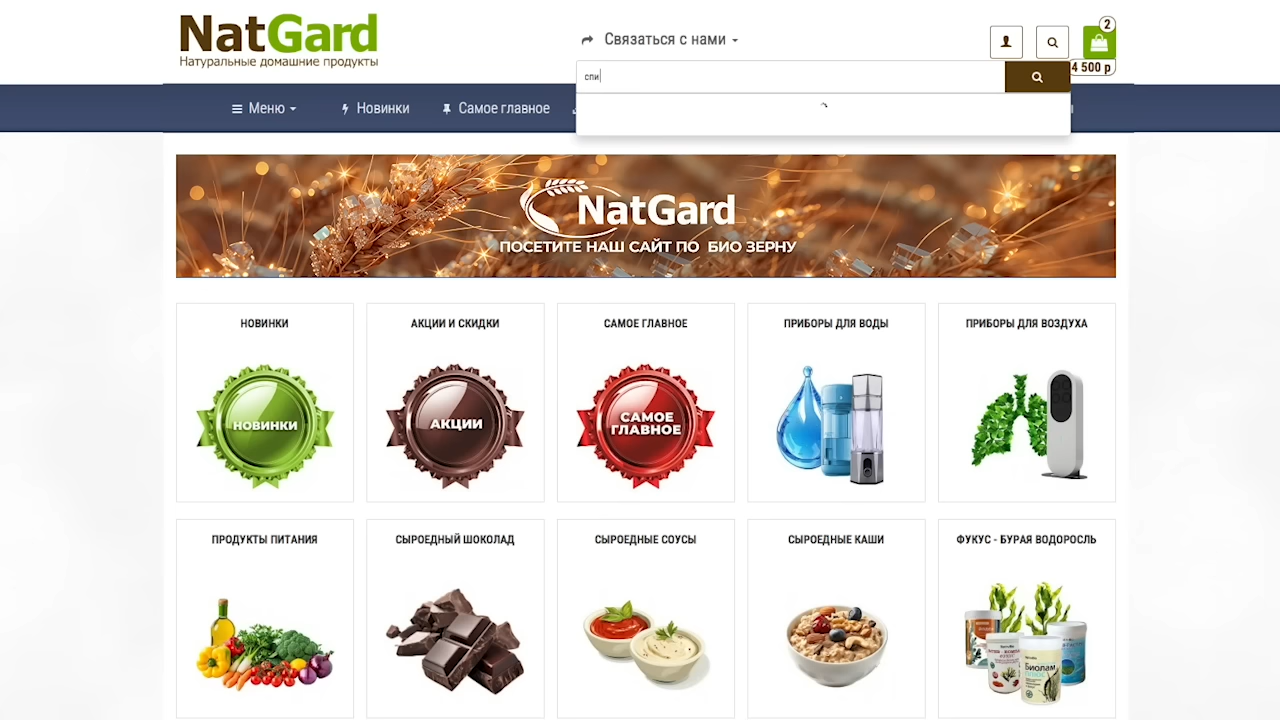 NatGard
Натуральные домашние продукты
Связаться с нами
2
4 500 р
спи
Меню
Новинки
Самое главное
NatGard
ПОСЕТИТЕ НАШ САЙТ ПО БИО ЗЕРНУ
НОВИНКИ
АКЦИИ И СКИДКИ
САМОЕ ГЛАВНОЕ
ПРИБОРЫ ДЛЯ ВОДЫ
ПРИБОРЫ ДЛЯ ВОЗДУХА
НОВИНКИ
АКЦИИ
САМОЕ
ГЛАВНОЕ
ПРОДУКТЫ ПИТАНИЯ
СЫРОЕДНЫЙ ШОКОЛАД
СЫРОЕДНЫЕ СОУСЫ
СЫРОЕДНЫЕ КАШИ
ФУКУС - БУРАЯ ВОДОРОСЛЬ
Биолам